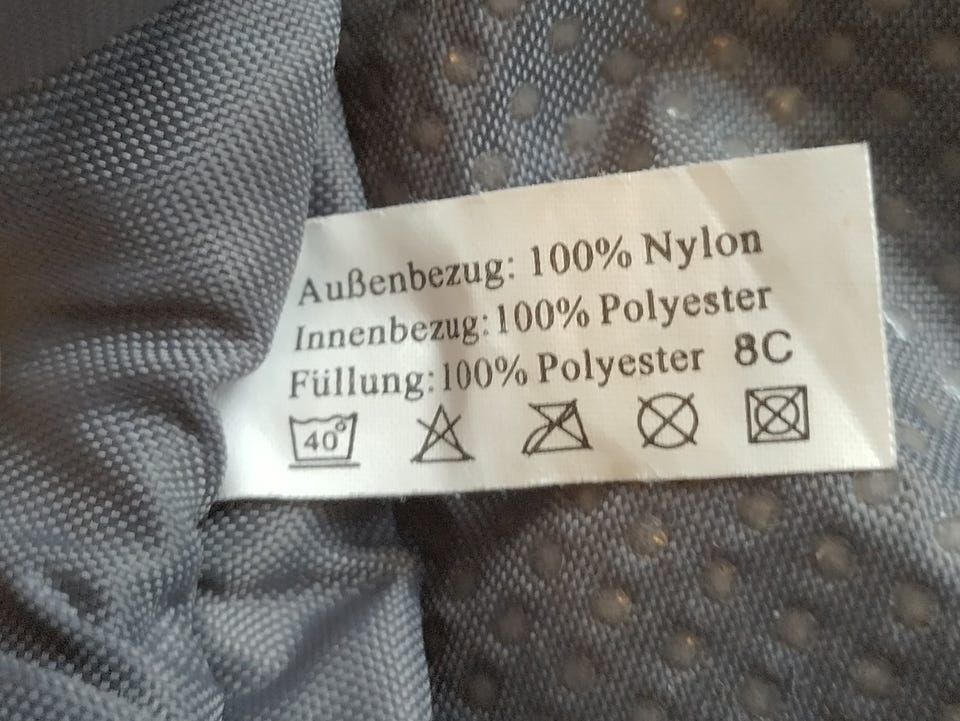 Außenbezug: 100% Nylon
Innenbezug: 100% Polyester
Füllung: 100% Polyester 8C
40°